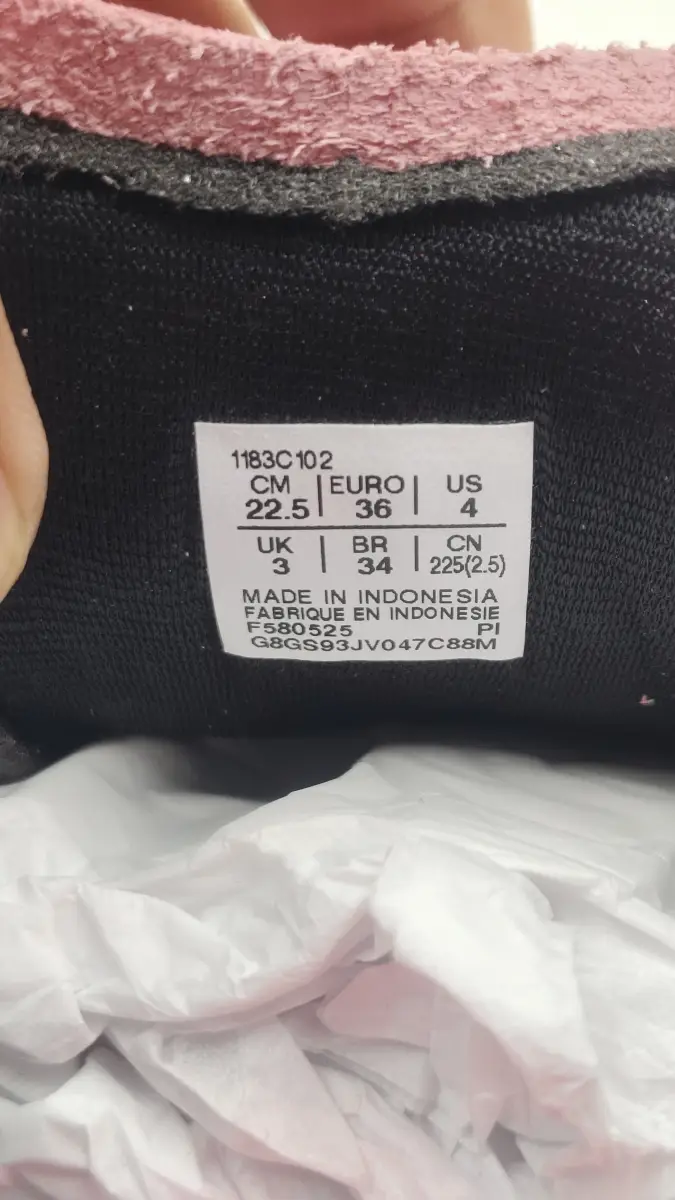 1183C102
CM | EURO | US
22.5 | 36 | 4
UK | BR | CN
3 | 34 | 225(2.5)
MADE IN INDONESIA
FABRIQUE EN INDONESIE
F580525 PI
G8GS93JV047C88M